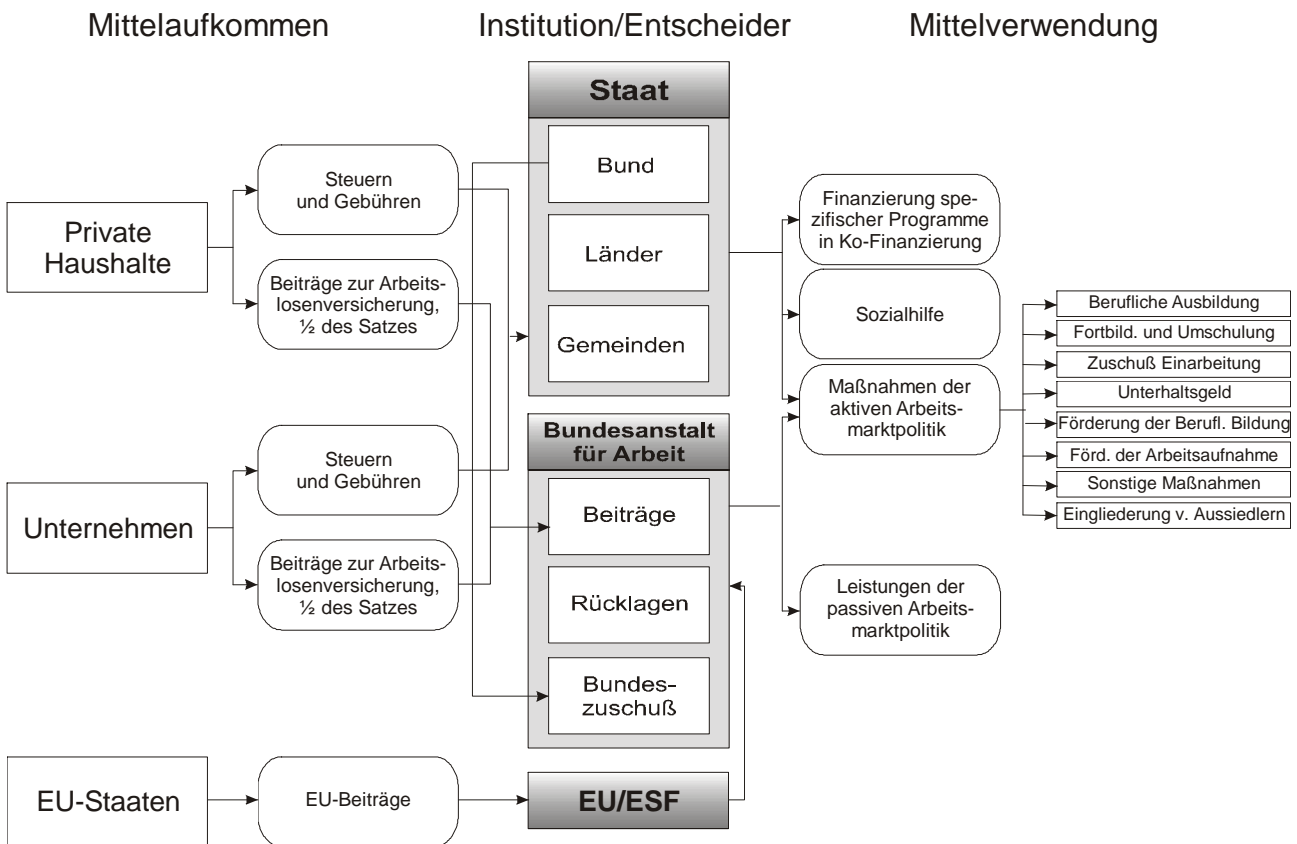 Mittelaufkommen
Institution/Entscheider
Mittelverwendung
Private
Haushalte
Unternehmen
EU-Staaten
Steuern
und Gebühren
Beiträge zur Arbeits-
losenversicherung,
½ des Satzes
Steuern
und Gebühren
Beiträge zur Arbeits-
losenversicherung,
½ des Satzes
EU-Beiträge
Staat
Bund
Länder
Gemeinden
Bundesanstalt
für Arbeit
Beiträge
Rücklagen
Bundes-
zuschuß
EU/ESF
Finanzierung spe-
zifischer Programme
in Ko-Finanzierung
Sozialhilfe
Maßnahmen der
aktiven Arbeits-
marktpolitik
Leistungen der
passiven Arbeits-
marktpolitik
Berufliche Ausbildung
Fortbild. und Umschulung
Zuschuß Einarbeitung
Unterhaltsgeld
Förderung der Berufl. Bildung
Förd. der Arbeitsaufnahme
Sonstige Maßnahmen
Eingliederung v. Aussiedlern